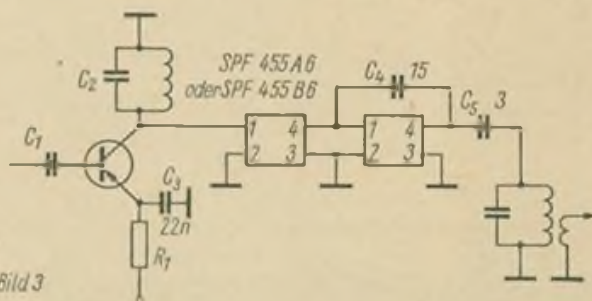 SPF 455 A6
oder SPF 455 B6
C2
C4 15
C5 3
C1
1 4
2 3
1 4
2 3
C3
22n
R1
Bild 3